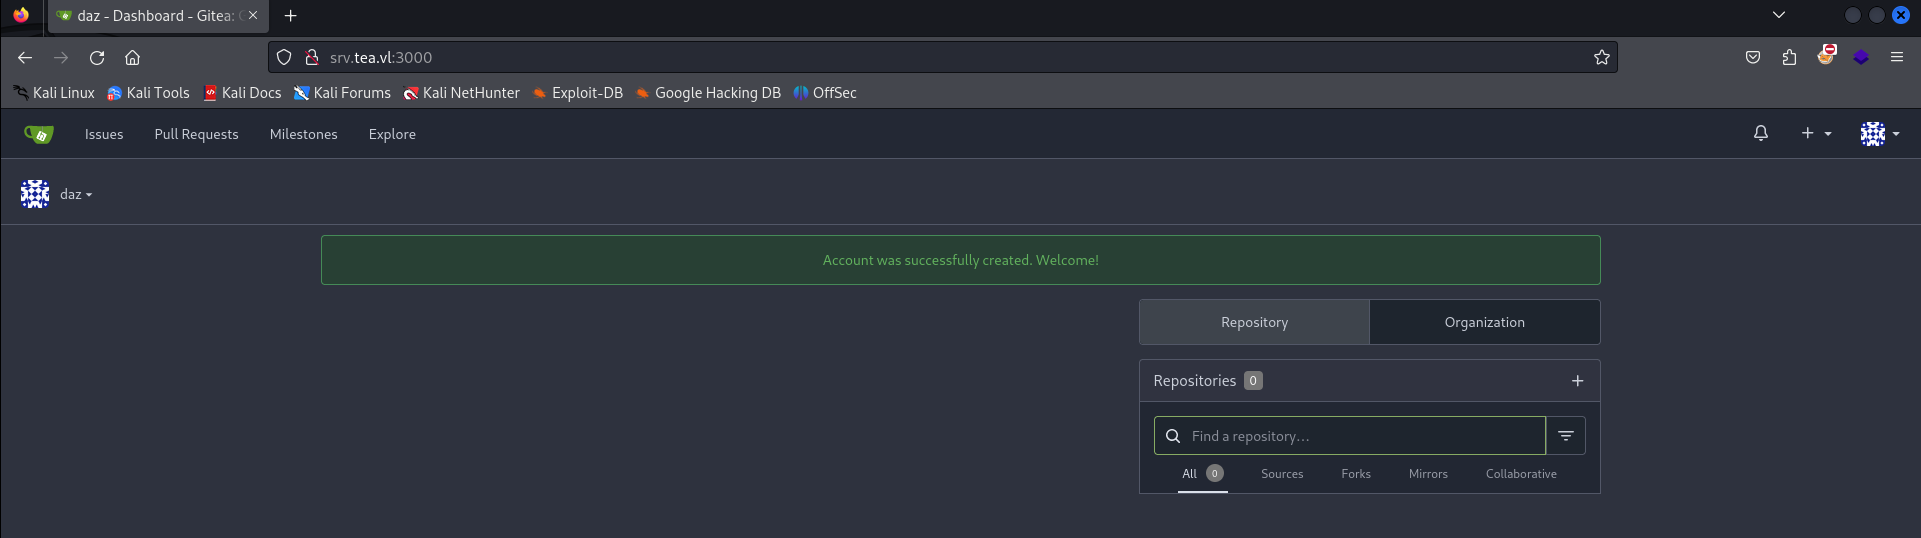 daz - Dashboard - Gitea:
srv.tea.vl:3000
Kali Linux Kali Tools Kali Docs Kali Forums Kali NetHunter Exploit-DB Google Hacking DB OffSec
Issues Pull Requests Milestones Explore
daz
Account was successfully created. Welcome!
Repository Organization
Repositories 0
Find a repository...
All 0 Sources Forks Mirrors Collaborative